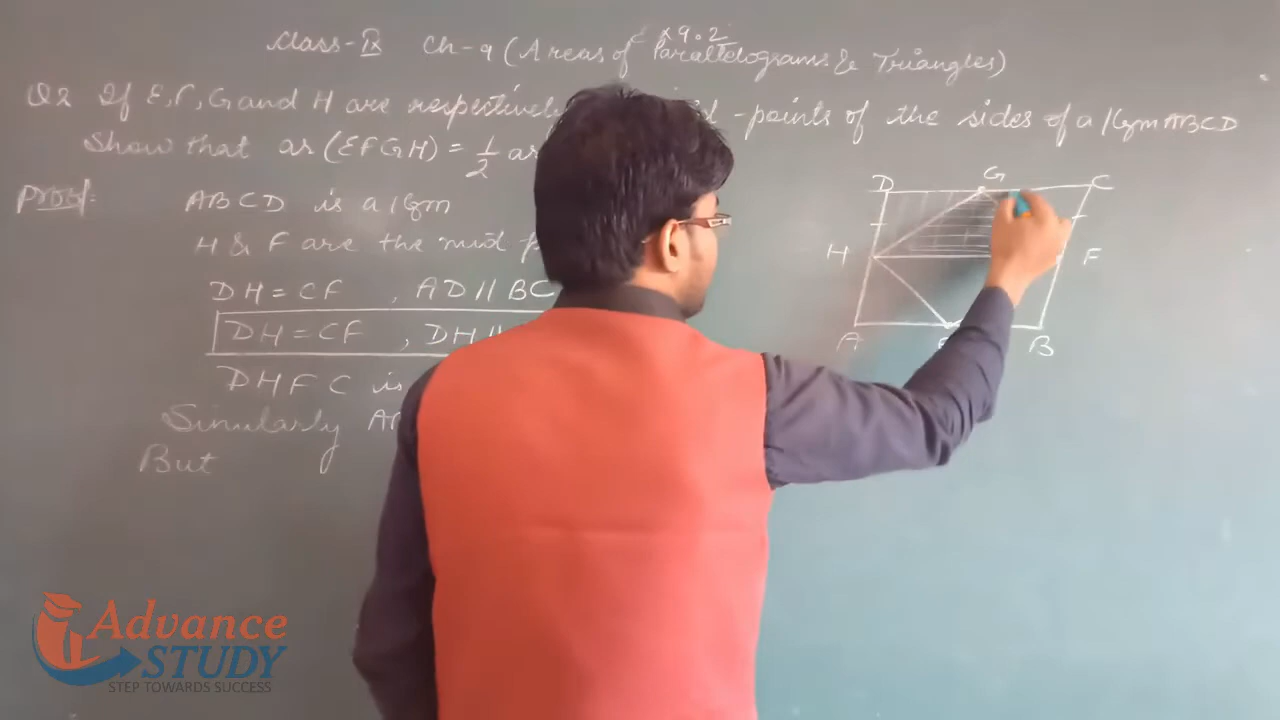 Ex 9.2
Class-IX Ch-9 (Areas of Parallelograms & Triangles)
Q2 If E, F, G and H are respectively -points of the sides of a ||gm ABCD
Show that ar (EFGH) = 1/2 ar
Proof: ABCD is a ||gm
H & F are the mid
DH = CF , AD || BC
DH = CF , DH ||
DHFC is
Similarly
But
D G C
H F
A B
Advance
STUDY
STEP TOWARDS SUCCESS